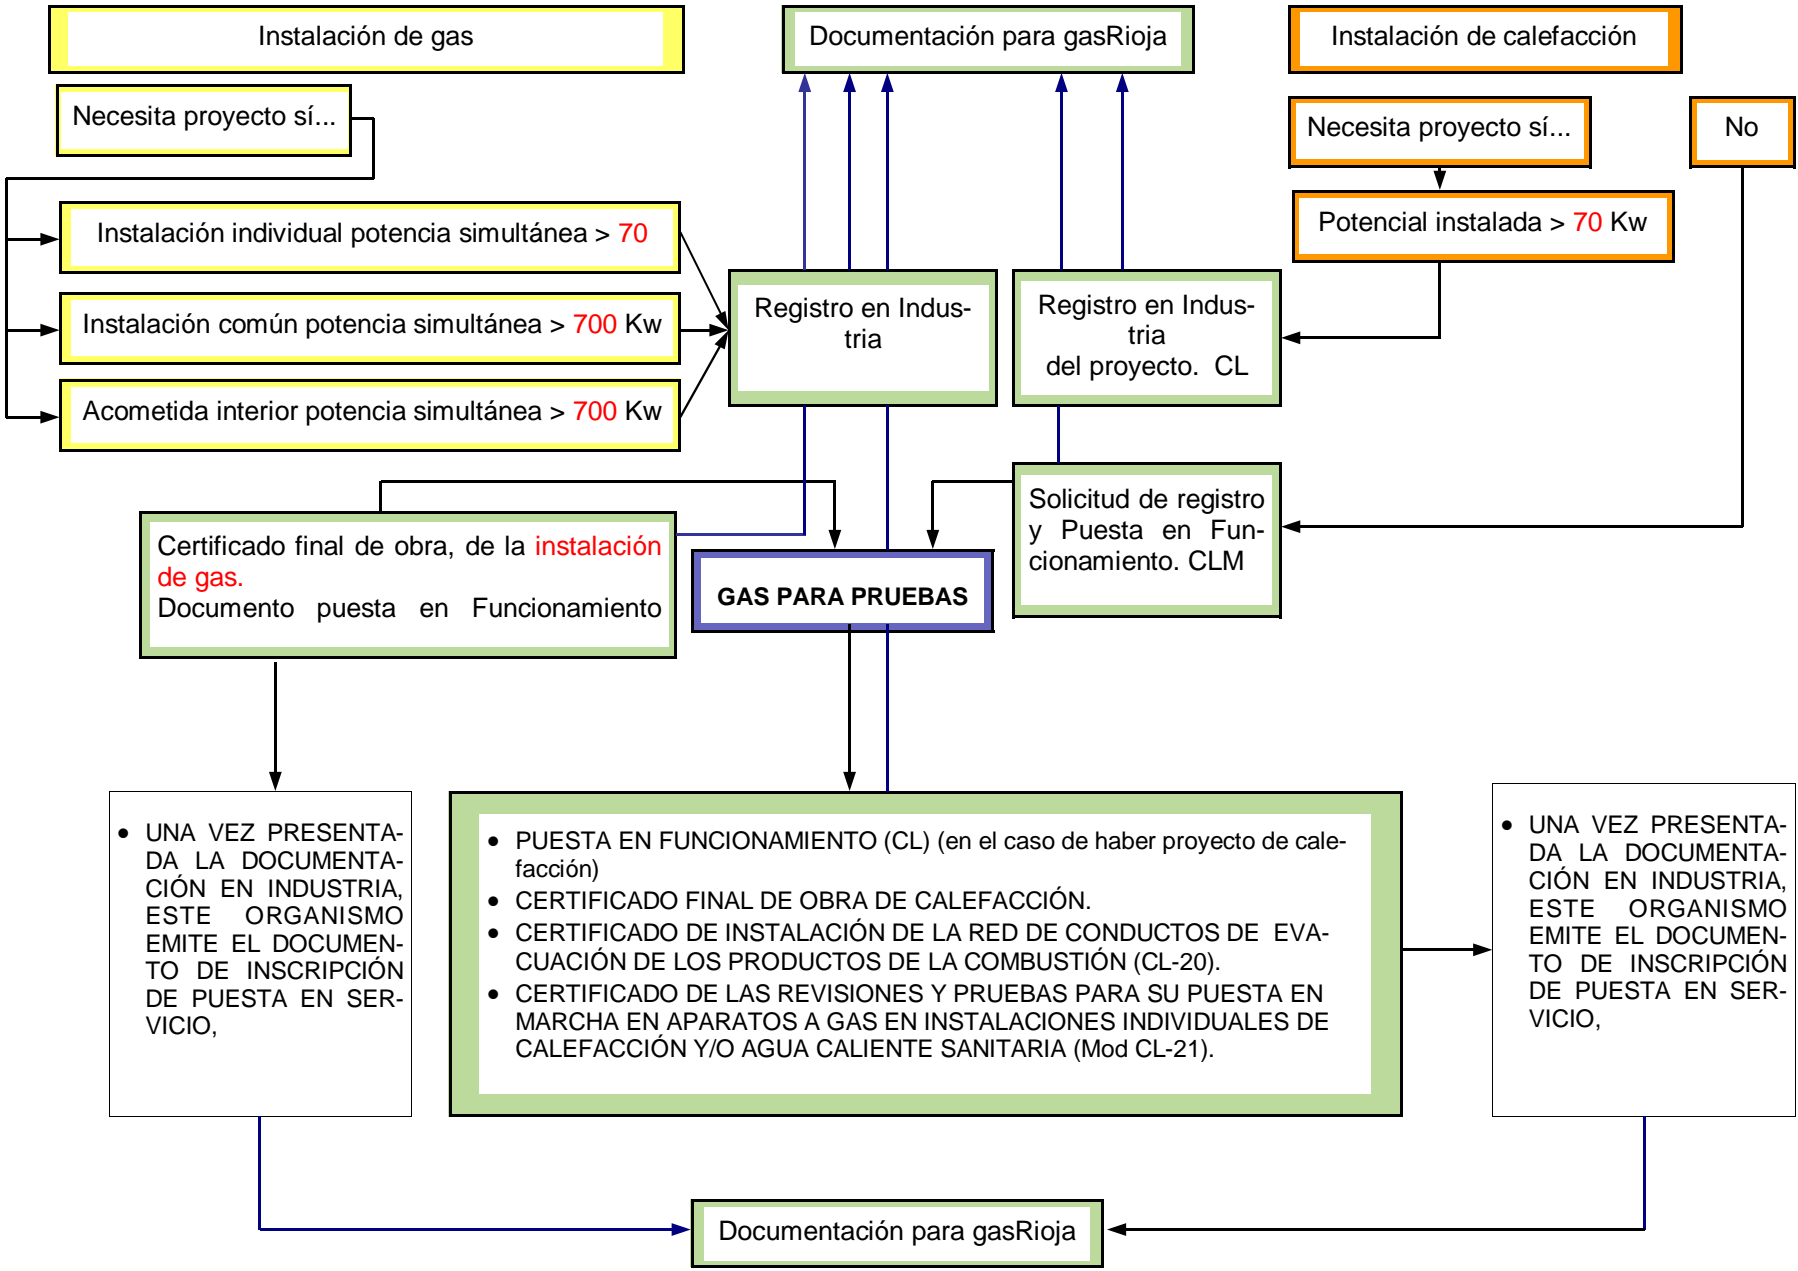 Instalación de gas
Documentación para gasRioja
Instalación de calefacción
Necesita proyecto sí...
Necesita proyecto sí...
No
Instalación individual potencia simultánea > 70
Potencial instalada > 70 Kw
Instalación común potencia simultánea > 700 Kw
Acometida interior potencia simultánea > 700 Kw
Registro en Indus-
tria
Registro en Indus-
tria
del proyecto. CL
Certificado final de obra, de la instalación
de gas.
Documento puesta en Funcionamiento
GAS PARA PRUEBAS
Solicitud de registro
y Puesta en Fun-
cionamiento. CLM
• UNA VEZ PRESENTA-
DA LA DOCUMENTA-
CIÓN EN INDUSTRIA,
ESTE ORGANISMO
EMITE EL DOCUMEN-
TO DE INSCRIPCIÓN
DE PUESTA EN SER-
VICIO,
• PUESTA EN FUNCIONAMIENTO (CL) (en el caso de haber proyecto de cale-
facción)
• CERTIFICADO FINAL DE OBRA DE CALEFACCIÓN.
• CERTIFICADO DE INSTALACIÓN DE LA RED DE CONDUCTOS DE EVA-
CUACIÓN DE LOS PRODUCTOS DE LA COMBUSTIÓN (CL-20).
• CERTIFICADO DE LAS REVISIONES Y PRUEBAS PARA SU PUESTA EN
MARCHA EN APARATOS A GAS EN INSTALACIONES INDIVIDUALES DE
CALEFACCIÓN Y/O AGUA CALIENTE SANITARIA (Mod CL-21).
• UNA VEZ PRESENTA-
DA LA DOCUMENTA-
CIÓN EN INDUSTRIA,
ESTE ORGANISMO
EMITE EL DOCUMEN-
TO DE INSCRIPCIÓN
DE PUESTA EN SER-
VICIO,
Documentación para gasRioja